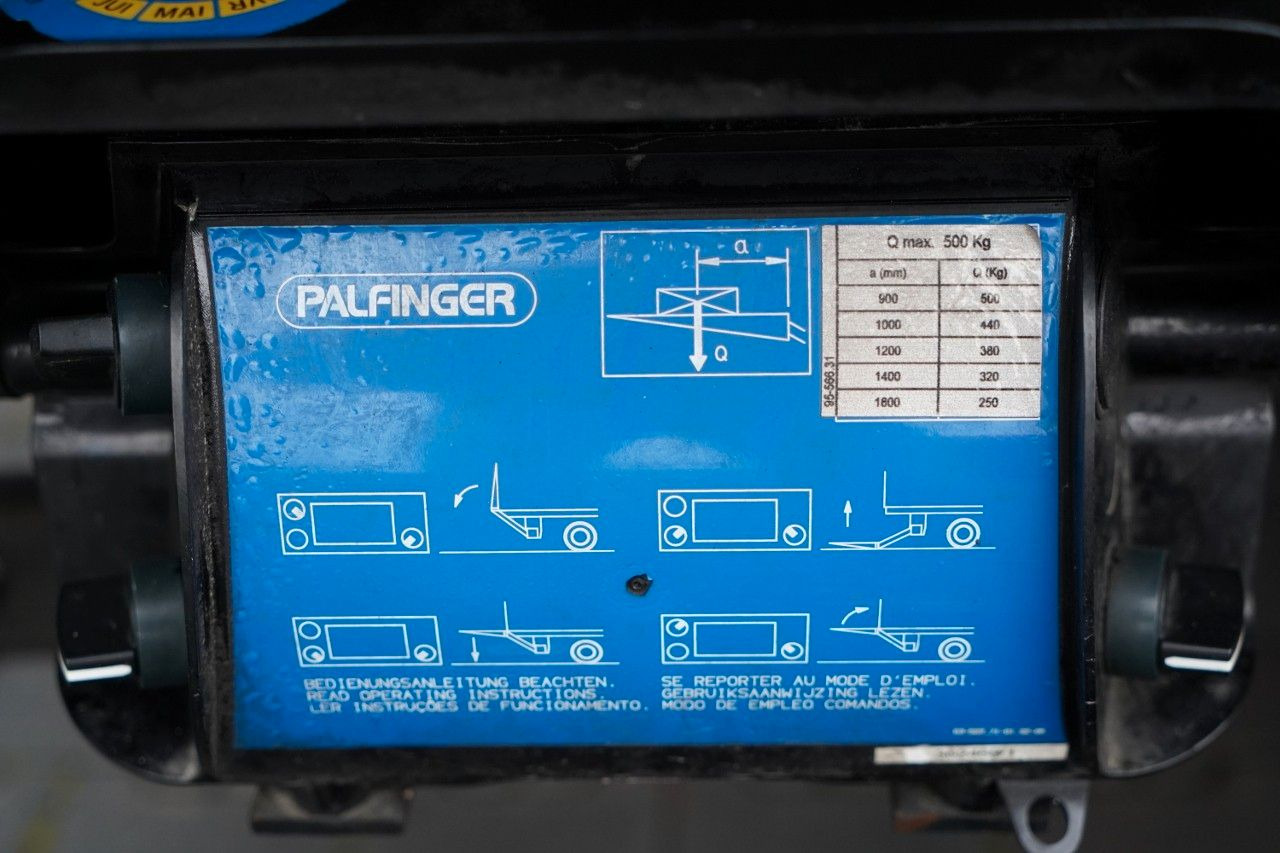 JUI MAI
PALFINGER
a
Q
Q max. 500 Kg
a (mm) Q (Kg)
900 500
1000 440
1200 380
1400 320
1800 250
95-566.31
BEDIENUNGSANLEITUNG BEACHTEN.
READ OPERATING INSTRUCTIONS.
LER INSTRUÇÕES DE FUNCIONAMENTO.
SE REPORTER AU MODE D'EMPLOI.
GEBRUIKSAANWIJZING LEZEN.
MODO DE EMPLEO COMANDOS.